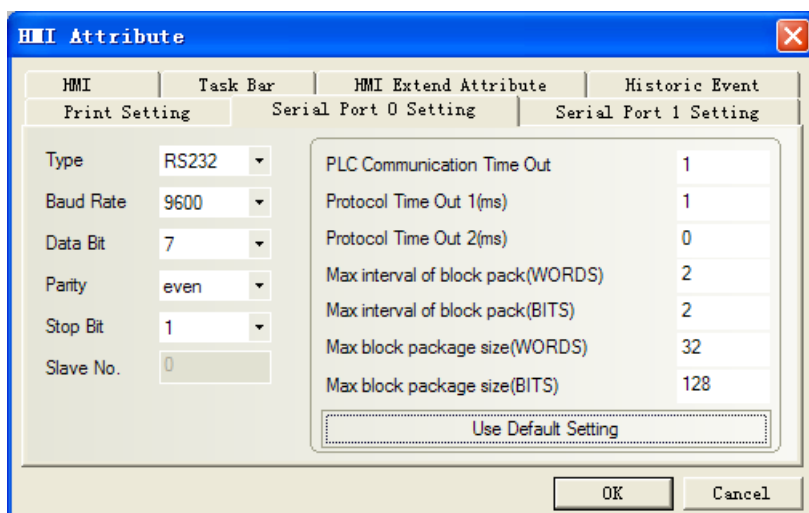 HMI Attribute
HMI Task Bar HMI Extend Attribute Historic Event
Print Setting Serial Port 0 Setting Serial Port 1 Setting
Type RS232
Baud Rate 9600
Data Bit 7
Parity even
Stop Bit 1
Slave No. 0
PLC Communication Time Out 1
Protocol Time Out 1(ms) 1
Protocol Time Out 2(ms) 0
Max interval of block pack(WORDS) 2
Max interval of block pack(BITS) 2
Max block package size(WORDS) 32
Max block package size(BITS) 128
Use Default Setting
OK Cancel